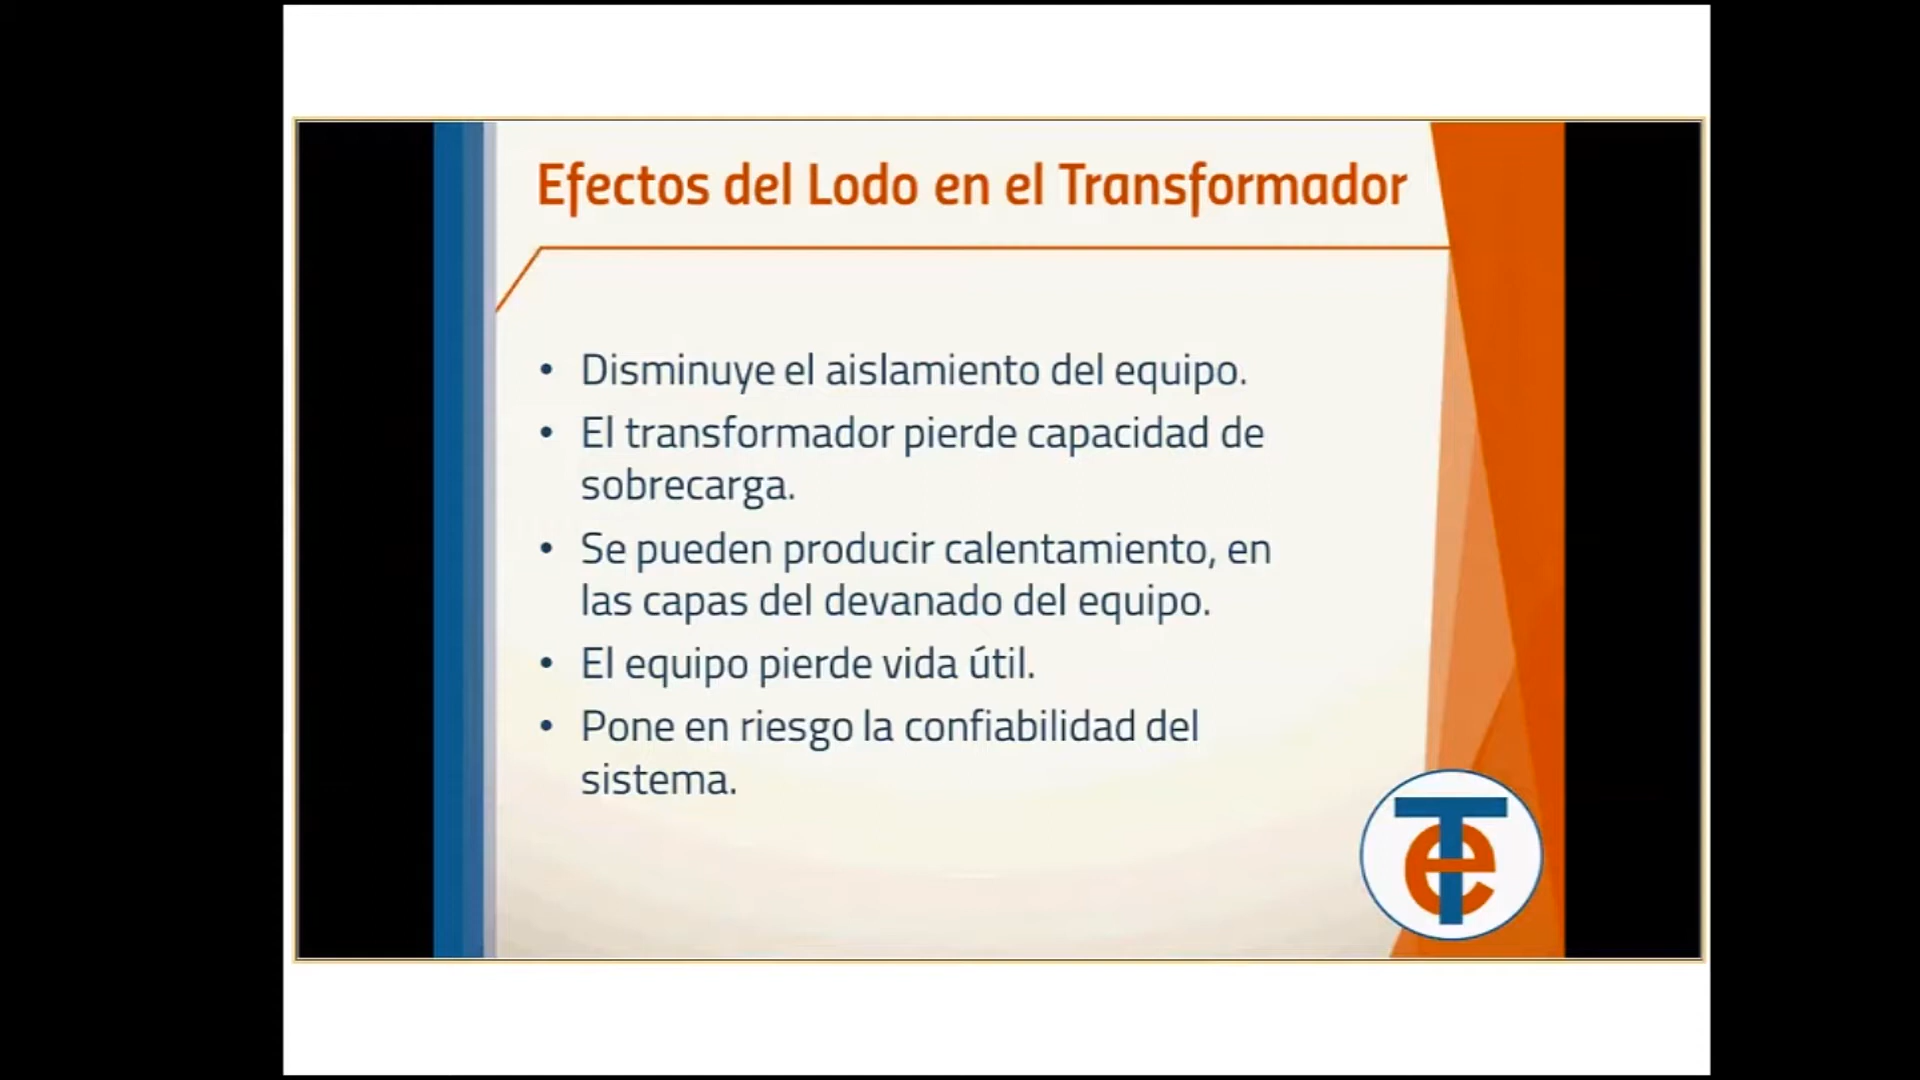 Efectos del Lodo en el Transformador
• Disminuye el aislamiento del equipo.
• El transformador pierde capacidad de
sobrecarga.
• Se pueden producir calentamiento, en
las capas del devanado del equipo.
• El equipo pierde vida útil.
• Pone en riesgo la confiabilidad del
sistema.
Te